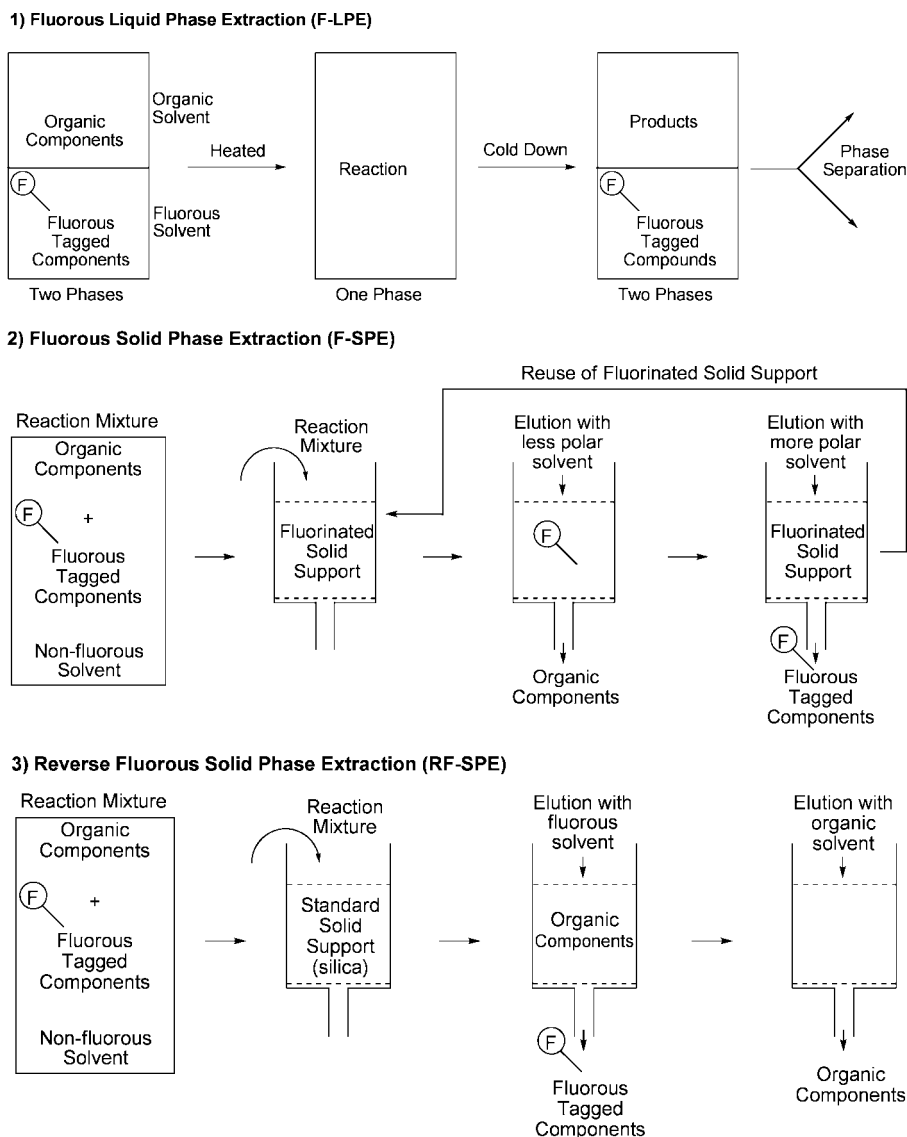 1) Fluorous Liquid Phase Extraction (F-LPE)
Organic
Components
Organic
Solvent
F
Fluorous
Tagged
Components
Fluorous
Solvent
Two Phases
Heated
Reaction
One Phase
Cold Down
Products
F
Fluorous
Tagged
Compounds
Two Phases
Phase
Separation
2) Fluorous Solid Phase Extraction (F-SPE)
Reuse of Fluorinated Solid Support
Reaction Mixture
Organic
Components
+
F
Fluorous
Tagged
Components
Non-fluorous
Solvent
Reaction
Mixture
Fluorinated
Solid
Support
Elution with
less polar
solvent
F
Organic
Components
Elution with
more polar
solvent
Fluorinated
Solid
Support
F
Fluorous
Tagged
Components
3) Reverse Fluorous Solid Phase Extraction (RF-SPE)
Reaction Mixture
Organic
Components
+
F
Fluorous
Tagged
Components
Non-fluorous
Solvent
Reaction
Mixture
Standard
Solid
Support
(silica)
Elution with
fluorous
solvent
Organic
Components
F
Fluorous
Tagged
Components
Elution with
organic
solvent
Organic
Components